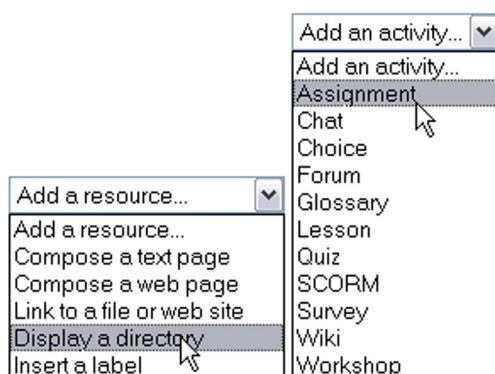 Add a resource...
Add a resource...
Compose a text page
Compose a web page
Link to a file or web site
Display a directory
Insert a label
Add an activity...
Add an activity...
Assignment
Chat
Choice
Forum
Glossary
Lesson
Quiz
SCORM
Survey
Wiki
Workshop